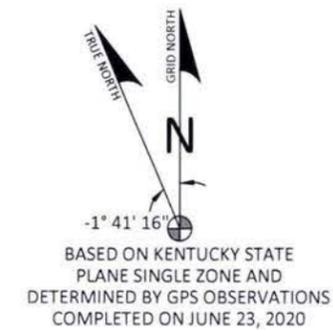 TRUE NORTH
GRID NORTH
N
-1° 41' 16"
BASED ON KENTUCKY STATE
PLANE SINGLE ZONE AND
DETERMINED BY GPS OBSERVATIONS
COMPLETED ON JUNE 23, 2020